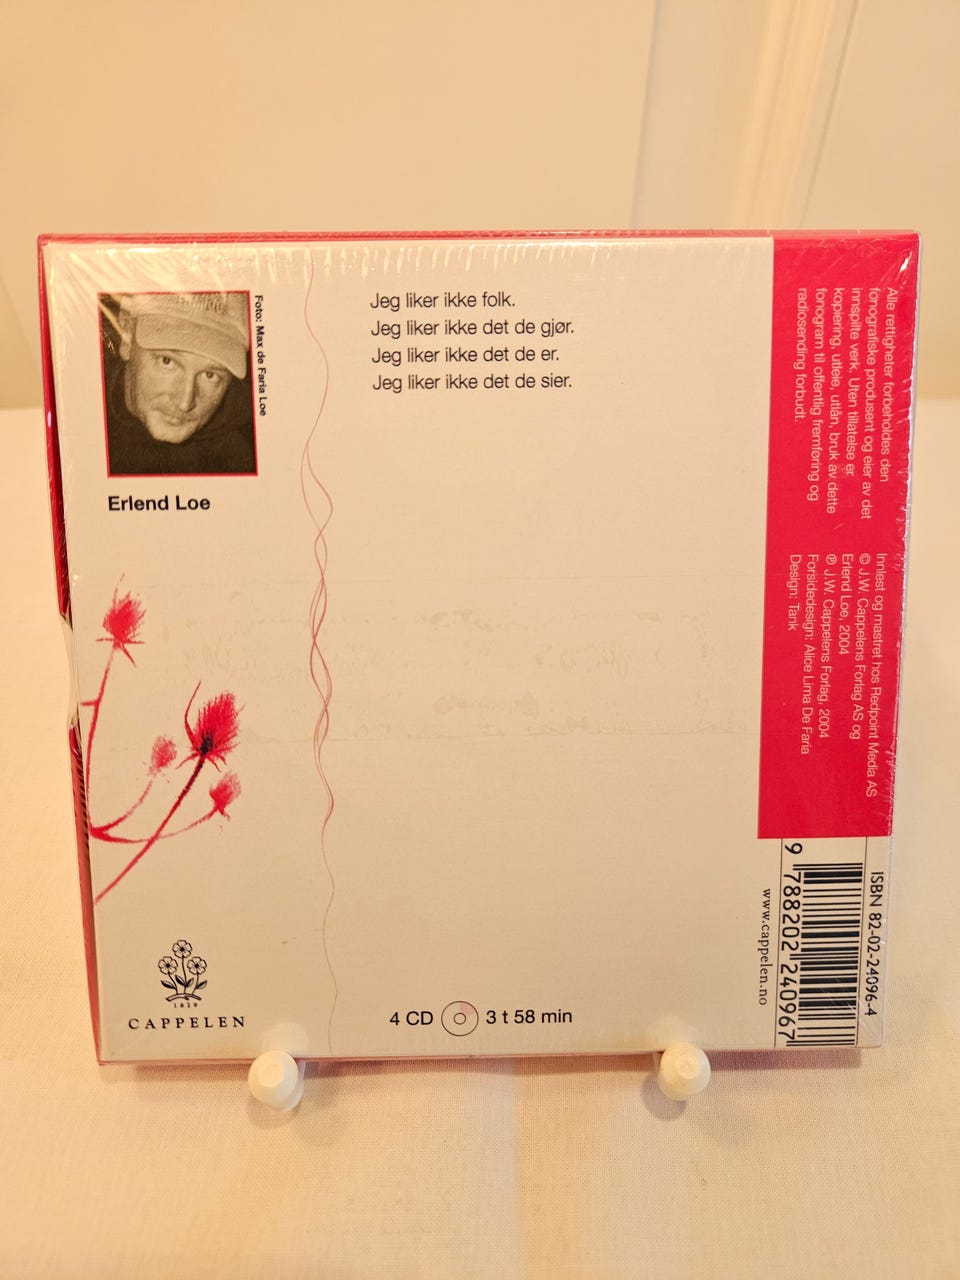 Foto: Max de Faria Loe
Erlend Loe
Jeg liker ikke folk.
Jeg liker ikke det de gjør.
Jeg liker ikke det de er.
Jeg liker ikke det de sier.
Alle rettigheter forbeholdes den
fonografiske produsent og eier av det
innspilte verk. Uten tillatelse er
kopiering, utleie, utlån, bruk av dette
fonogram til offentlig fremføring og
radiosending forbudt.
Innlest og mastret hos Redpoint Media AS
© J.W. Cappelens Forlag AS og
Erlend Loe, 2004
℗ J.W. Cappelens Forlag, 2004
Forsidedesign: Alice Lima De Faria
Design: Tank
ISBN 82-02-24096-4
9 788202 240967
www.cappelen.no
1829
CAPPELEN
4 CD 3 t 58 min